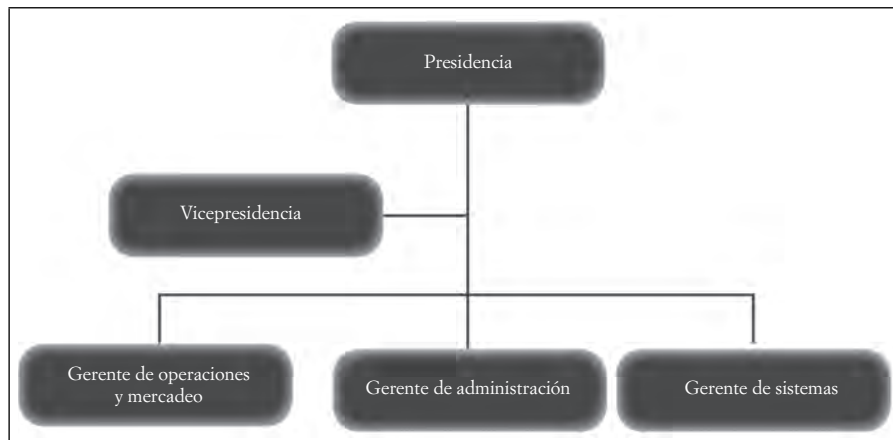 Presidencia
Vicepresidencia
Gerente de operaciones
y mercadeo
Gerente de administración
Gerente de sistemas